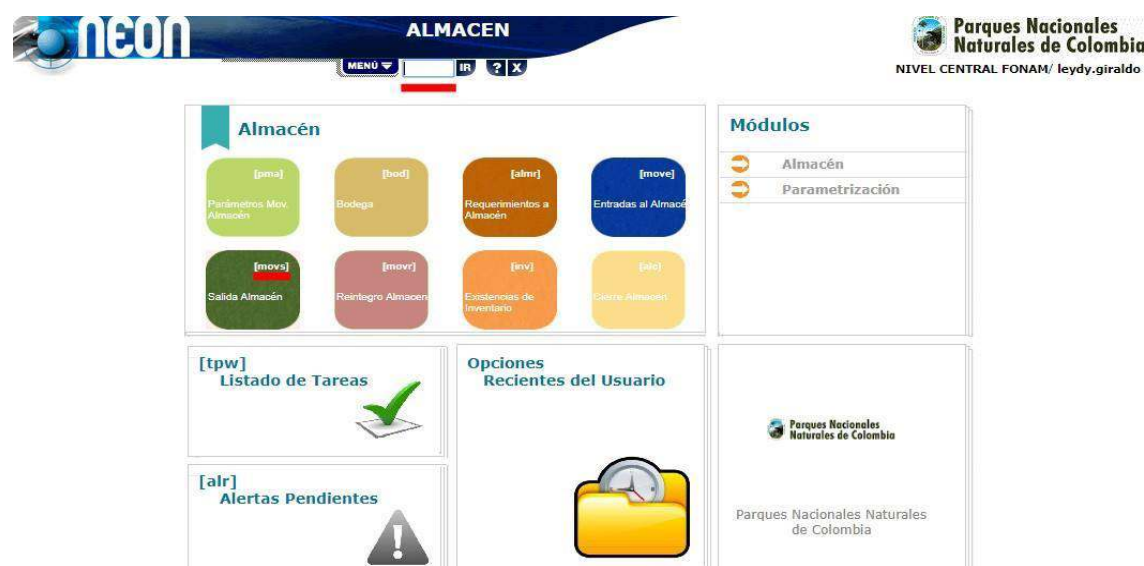 neon
ALMACEN
Parques Nacionales
Naturales de Colombia
MENÚ
IR
?
X
NIVEL CENTRAL FONAM/ leydy.giraldo
Almacén
[pma]
Parámetros Mov.
Almacén
[bod]
Bodega
[almr]
Requerimientos a
Almacén
[move]
Entradas al Almacé
[movs]
Salida Almacén
[movr]
Reintegro Almacen
[inv]
Existencias de
Inventario
[alc]
Cierre Almacén
Módulos
Almacén
Parametrización
[tpw]
Listado de Tareas
Opciones
Recientes del Usuario
[alr]
Alertas Pendientes
Parques Nacionales
Naturales de Colombia
Parques Nacionales Naturales
de Colombia